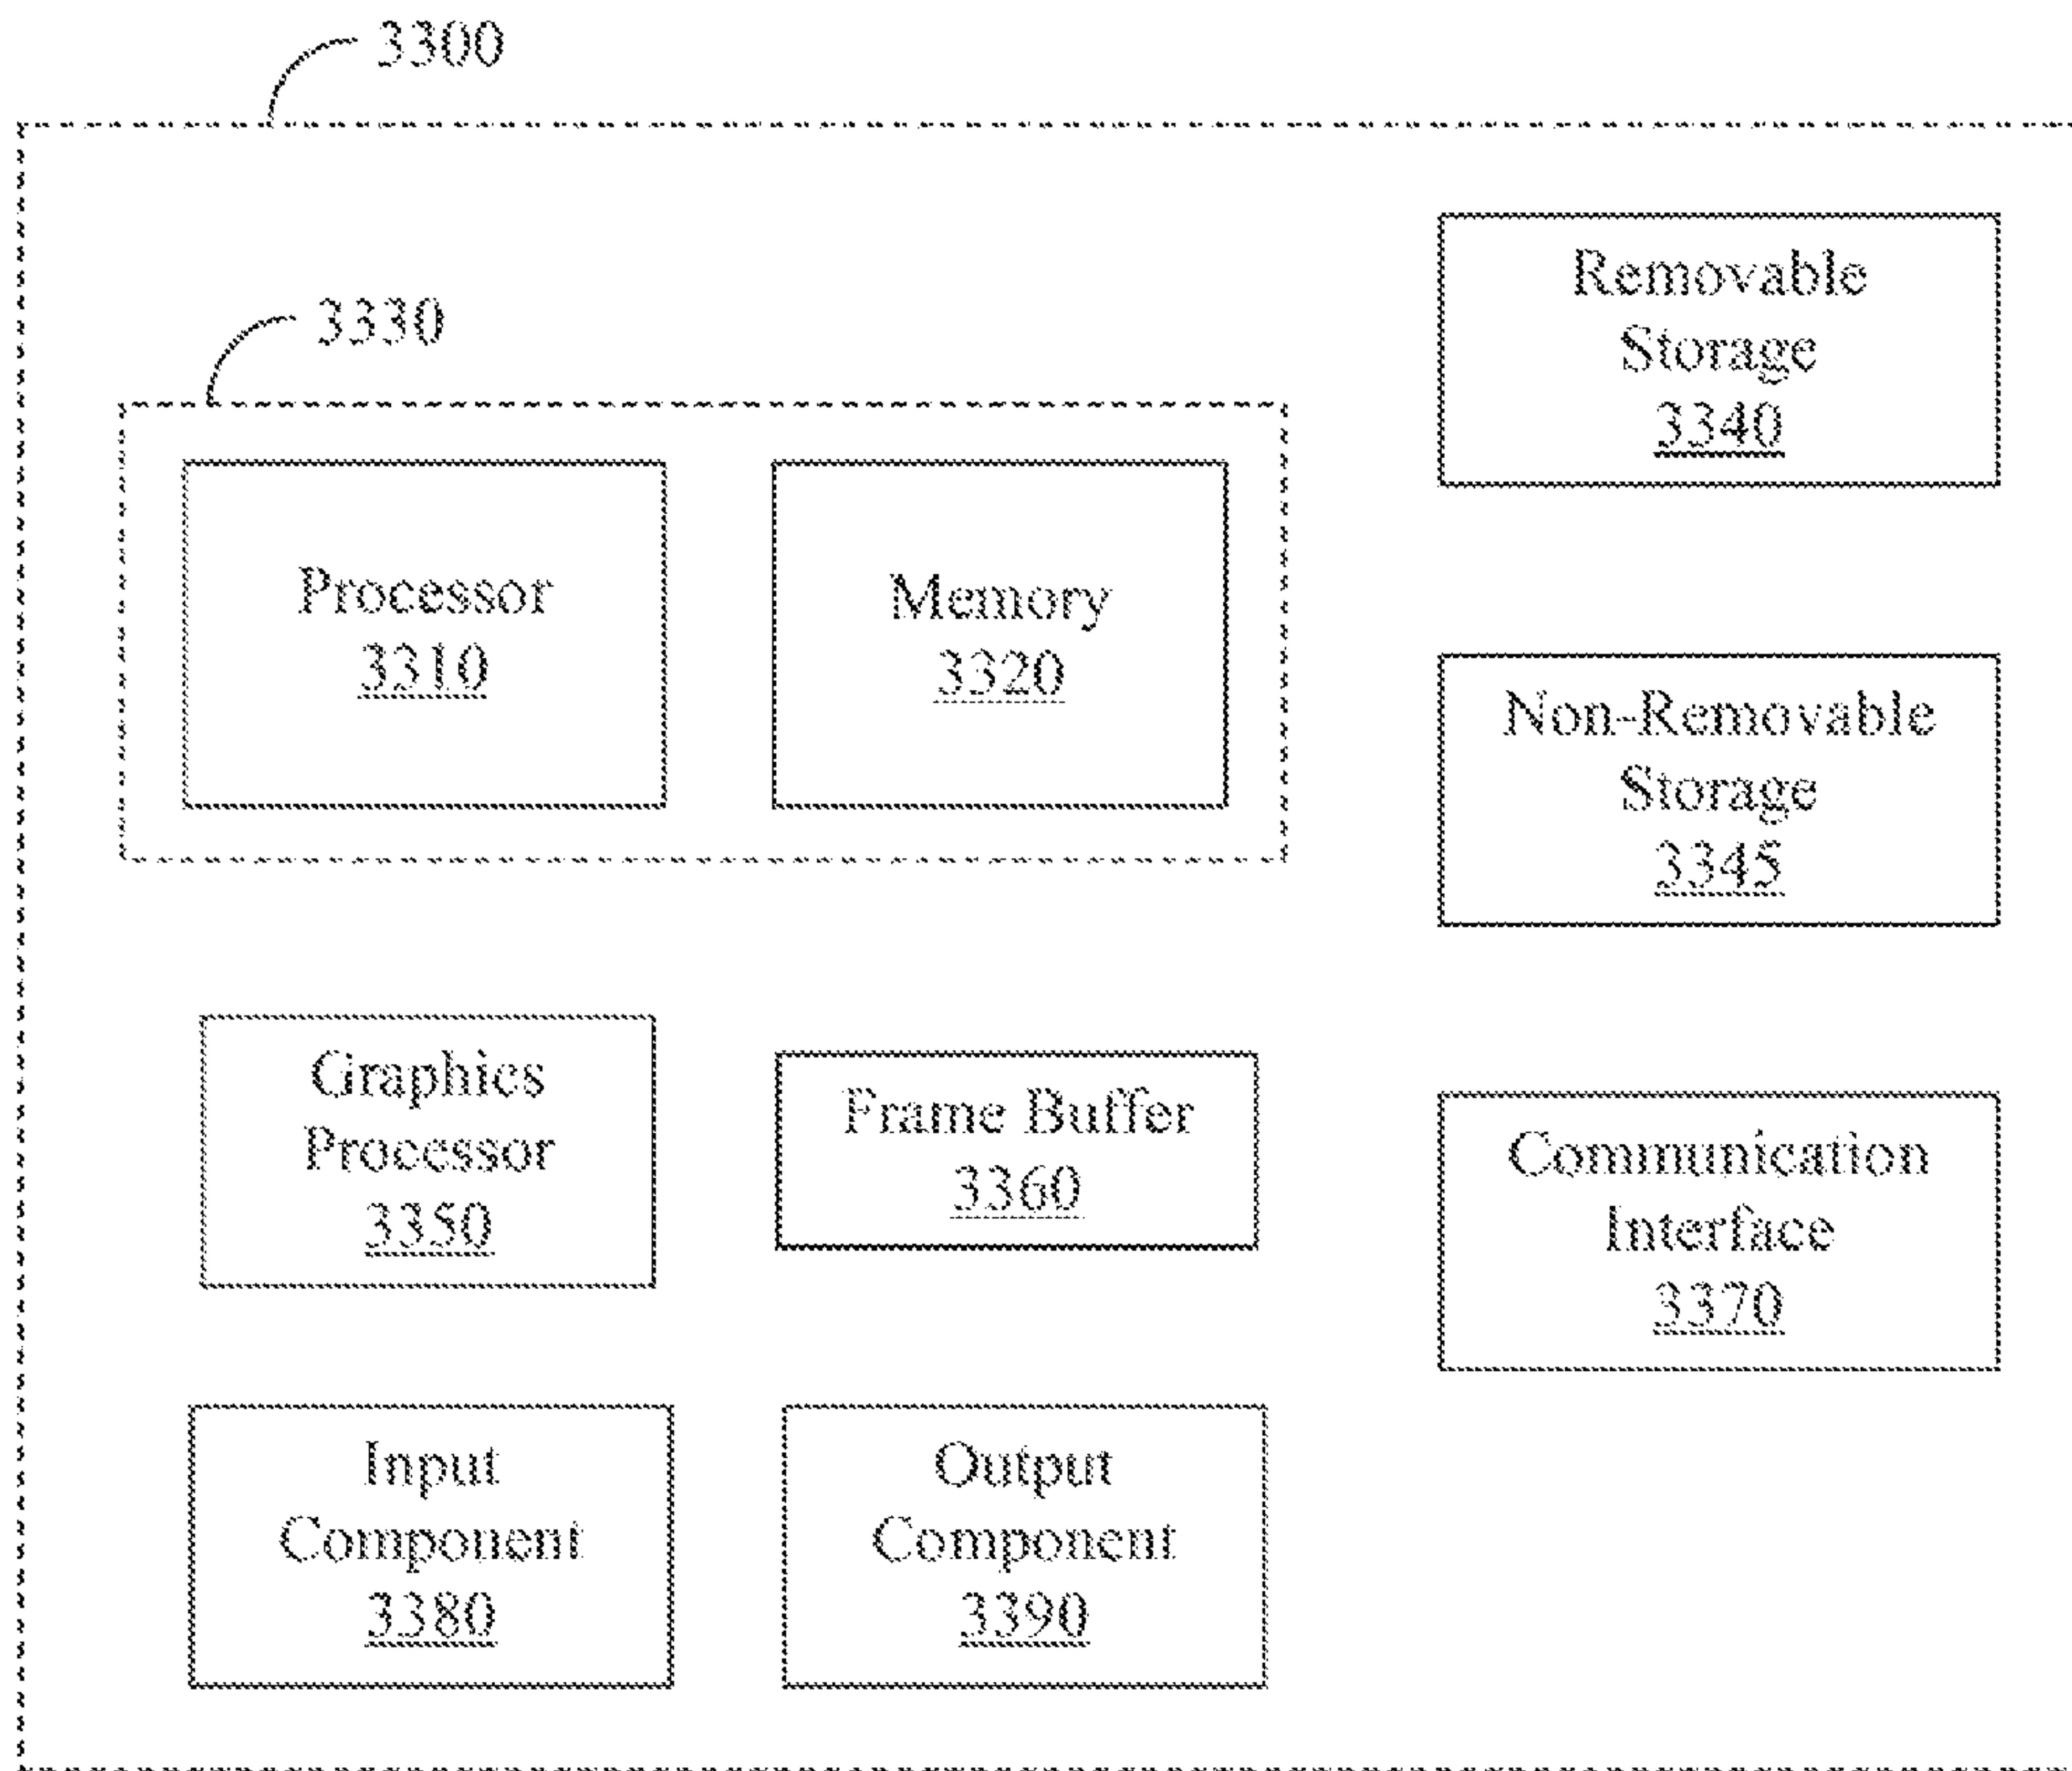 3300
3330
Processor
3310
Memory
3320
Removable
Storage
3340
Non-Removable
Storage
3345
Graphics
Processor
3350
Frame Buffer
3360
Communication
Interface
3370
Input
Component
3380
Output
Component
3390